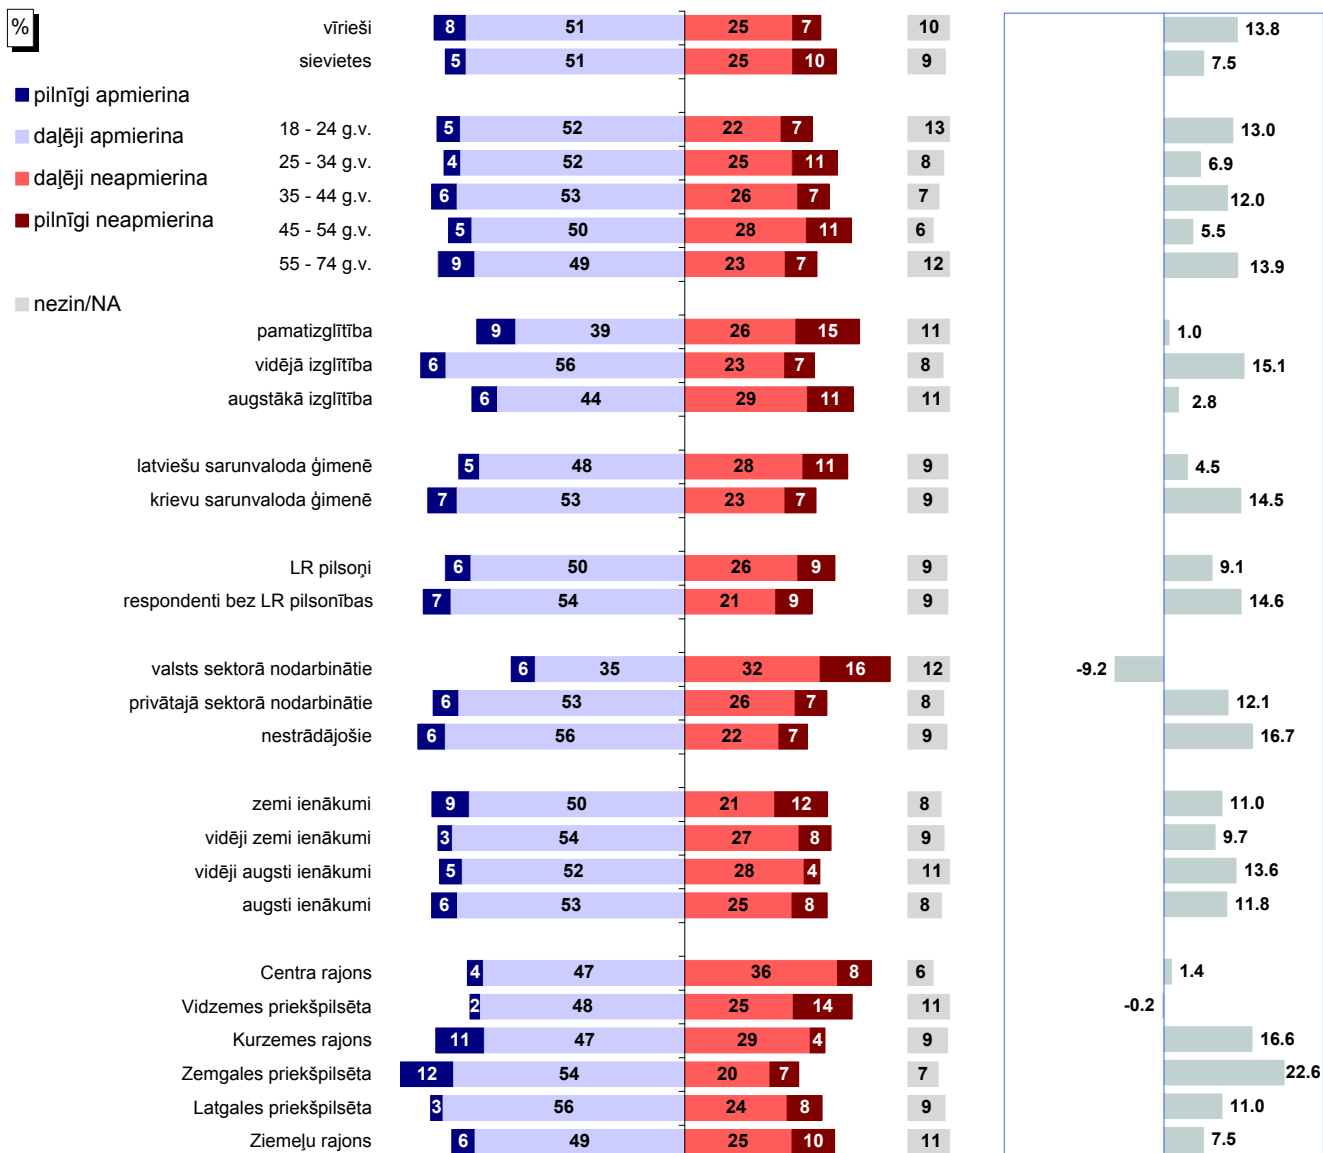 %
pilnīgi apmierina
daļēji apmierina
daļēji neapmierina
pilnīgi neapmierina
nezin/NA
vīrieši 8 51 25 7 10 13.8
sievietes 5 51 25 10 9 7.5
18 - 24 g.v. 5 52 22 7 13 13.0
25 - 34 g.v. 4 52 25 11 8 6.9
35 - 44 g.v. 6 53 26 7 7 12.0
45 - 54 g.v. 5 50 28 11 6 5.5
55 - 74 g.v. 9 49 23 7 12 13.9
pamatizglītība 9 39 26 15 11 1.0
vidējā izglītība 6 56 23 7 8 15.1
augstākā izglītība 6 44 29 11 11 2.8
latviešu sarunvaloda ģimenē 5 48 28 11 9 4.5
krievu sarunvaloda ģimenē 7 53 23 7 9 14.5
LR pilsoņi 6 50 26 9 9 9.1
respondenti bez LR pilsonības 7 54 21 9 9 14.6
valsts sektorā nodarbinātie 6 35 32 16 12 -9.2
privātajā sektorā nodarbinātie 6 53 26 7 8 12.1
nestrādājošie 6 56 22 7 9 16.7
zemi ienākumi 9 50 21 12 8 11.0
vidēji zemi ienākumi 3 54 27 8 9 9.7
vidēji augsti ienākumi 5 52 28 4 11 13.6
augsti ienākumi 6 53 25 8 8 11.8
Centra rajons 4 47 36 8 6 1.4
Vidzemes priekšpilsēta 2 48 25 14 11 -0.2
Kurzemes rajons 11 47 29 4 9 16.6
Zemgales priekšpilsēta 12 54 20 7 7 22.6
Latgales priekšpilsēta 3 56 24 8 9 11.0
Ziemeļu rajons 6 49 25 10 11 7.5